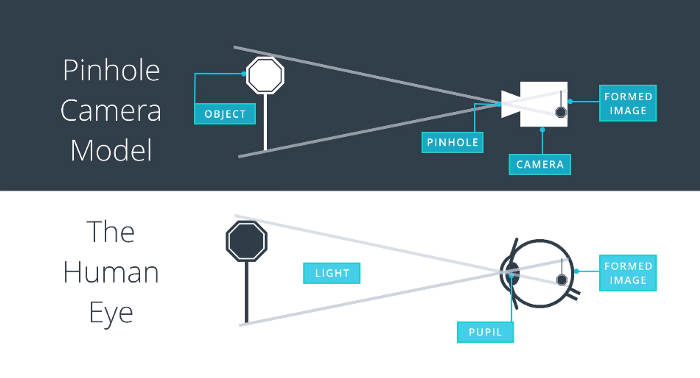 Pinhole
Camera
Model
OBJECT
PINHOLE
CAMERA
FORMED
IMAGE
The
Human
Eye
LIGHT
PUPIL
FORMED
IMAGE